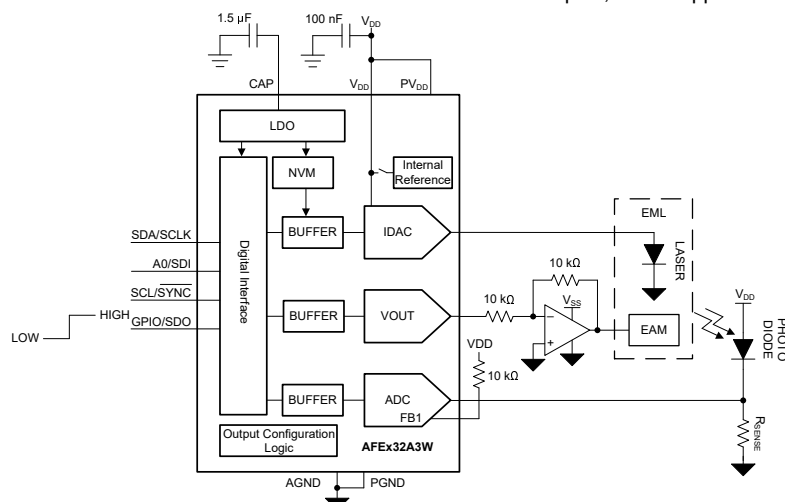 1.5 µF
100 nF
VDD
CAP
VDD
PVDD
LDO
NVM
Internal
Reference
Digital Interface
BUFFER
IDAC
EML
LASER
SDA/SCLK
A0/SDI
SCL/SYNC
HIGH
LOW
GPIO/SDO
10 kΩ
10 kΩ
VSS
BUFFER
VOUT
EAM
VDD
PHOTO
DIODE
VDD
10 kΩ
BUFFER
ADC
FB1
RSENSE
Output Configuration
Logic
AFEx32A3W
AGND
PGND